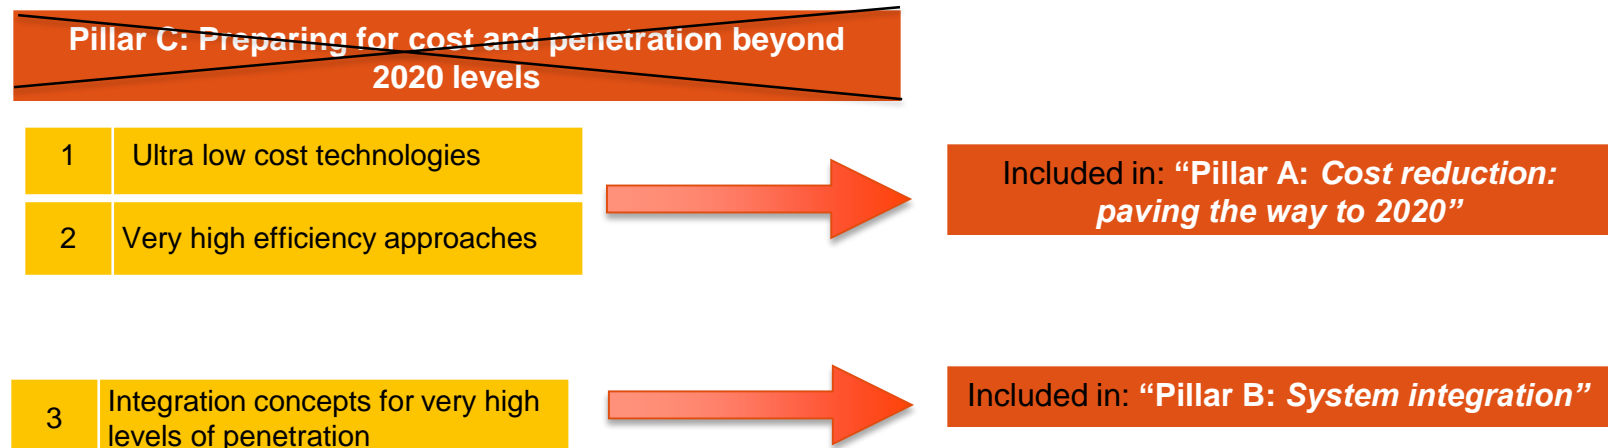 Pillar C: Preparing for cost and penetration beyond
2020 levels
1 Ultra low cost technologies
2 Very high efficiency approaches
Included in: “Pillar A: Cost reduction:
paving the way to 2020”
3 Integration concepts for very high
levels of penetration
Included in: “Pillar B: System integration”